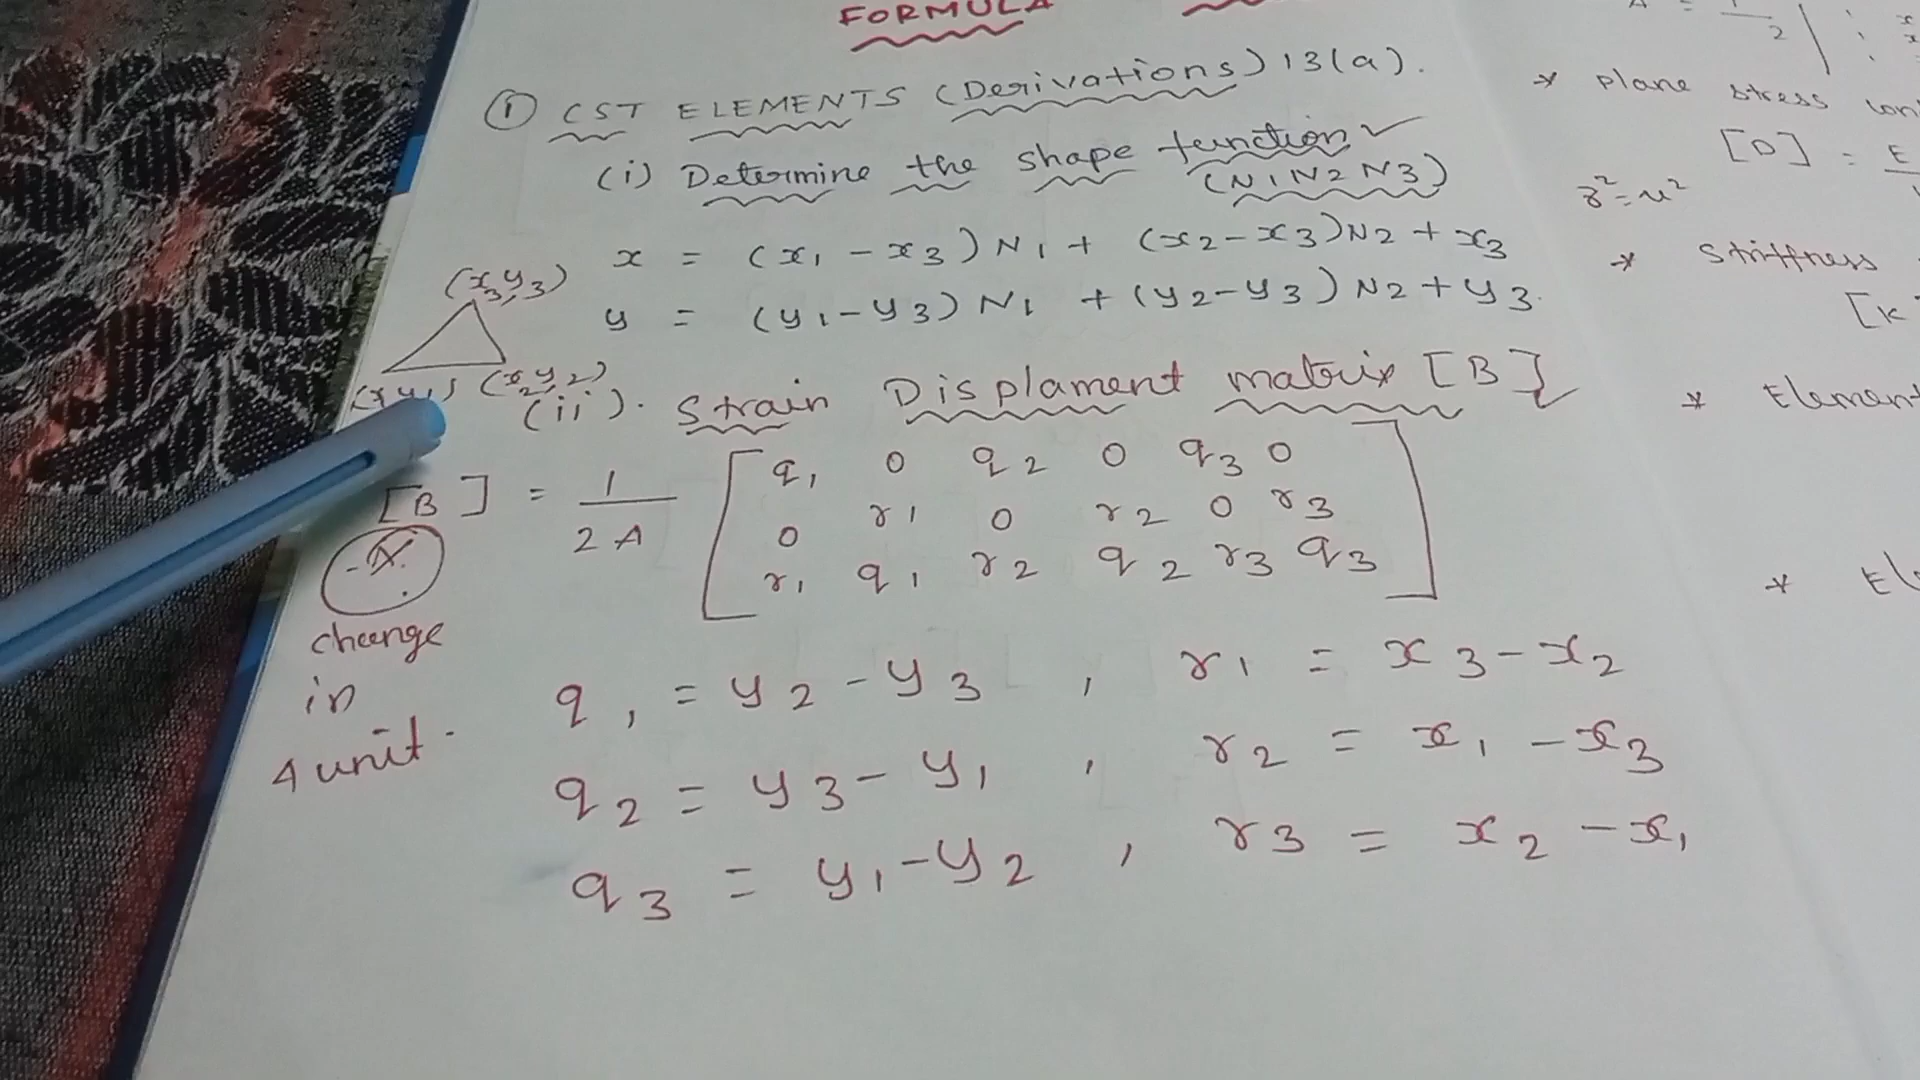 FORMULA
① CST ELEMENTS (Derivations) 13(a).
(i) Determine the shape function ✓
(N1 N2 N3)
x = (x1 - x3) N1 + (x2 - x3) N2 + x3
y = (y1 - y3) N1 + (y2 - y3) N2 + y3.
(x3, y3)
(x2, y2)
(ii). Strain Displament matrix [B]
[B] = 1/2A [
q1 0 q2 0 q3 0
0 r1 0 r2 0 r3
r1 q1 r2 q2 r3 q3
]
change
in
4 unit.
q1 = y2 - y3 , r1 = x3 - x2
q2 = y3 - y1 , r2 = x1 - x3
q3 = y1 - y2 , r3 = x2 - x1
* plane stress
[D] = E
* Stiffness
[K
* Element
* Ele